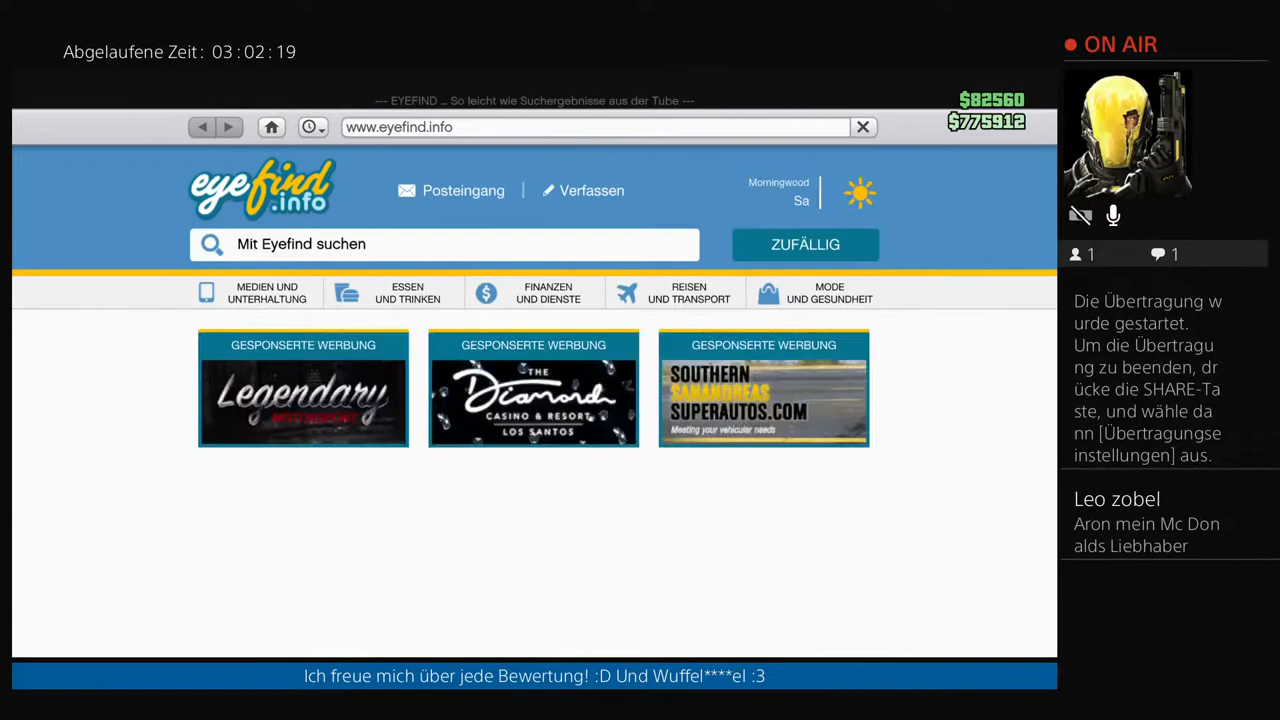 Abgelaufene Zeit: 03:02:19
ON AIR
--- EYEFIND ... So leicht wie Suchergebnisse aus der Tube ---
$82560
$775912
www.eyefind.info
eyefind
.info
Posteingang
Verfassen
Morningwood
Sa
Mit Eyefind suchen
ZUFÄLLIG
MEDIEN UND
UNTERHALTUNG
ESSEN
UND TRINKEN
FINANZEN
UND DIENSTE
REISEN
UND TRANSPORT
MODE
UND GESUNDHEIT
GESPONSERTE WERBUNG
Legendary
MOTORSPORT
GESPONSERTE WERBUNG
THE
Diamond
CASINO & RESORT
LOS SANTOS
GESPONSERTE WERBUNG
SOUTHERN
SANANDREAS
SUPERAUTOS.COM
Meeting your vehicular needs
1
1
Die Übertragung w
urde gestartet.
Um die Übertragu
ng zu beenden, dr
ücke die SHARE-Ta
ste, und wähle da
nn [Übertragungse
instellungen] aus.
Leo zobel
Aron mein Mc Don
alds Liebhaber
Ich freue mich über jede Bewertung! :D Und Wuffel****el :3